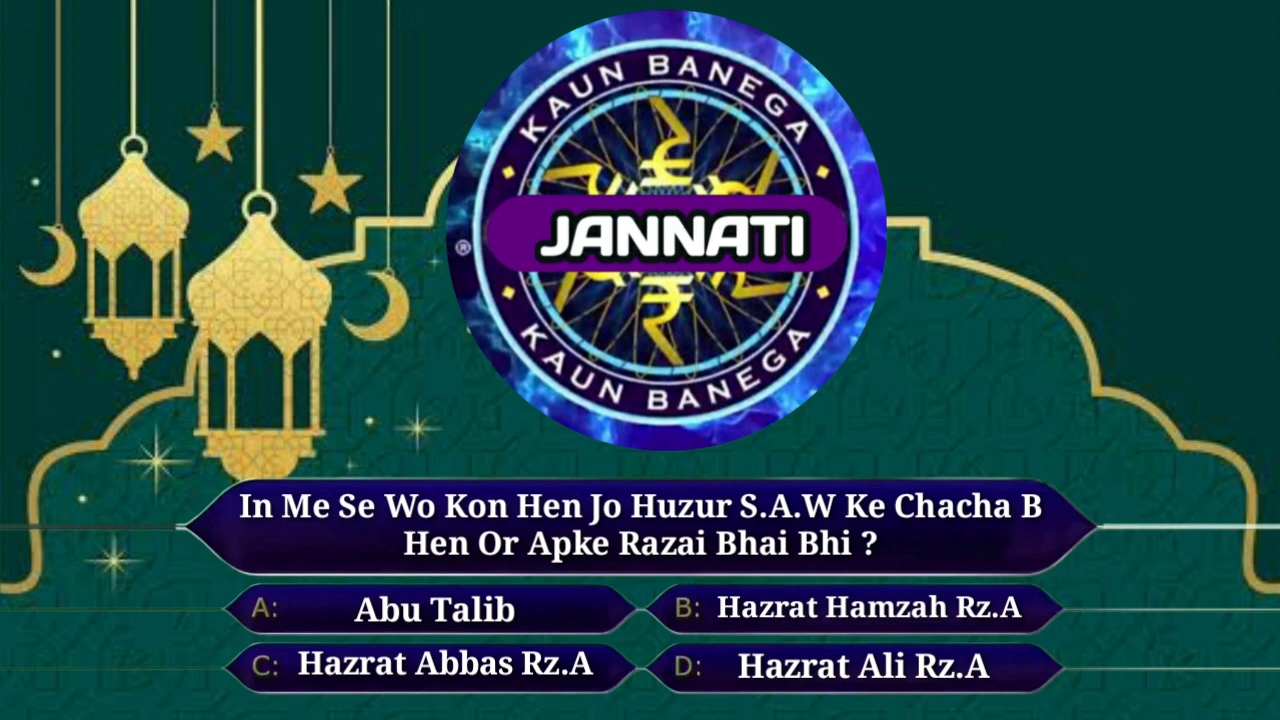 KAUN BANEGA
JANNATI
®
KAUN BANEGA
In Me Se Wo Kon Hen Jo Huzur S.A.W Ke Chacha B
Hen Or Apke Razai Bhai Bhi ?
A: Abu Talib
B: Hazrat Hamzah Rz.A
C: Hazrat Abbas Rz.A
D: Hazrat Ali Rz.A